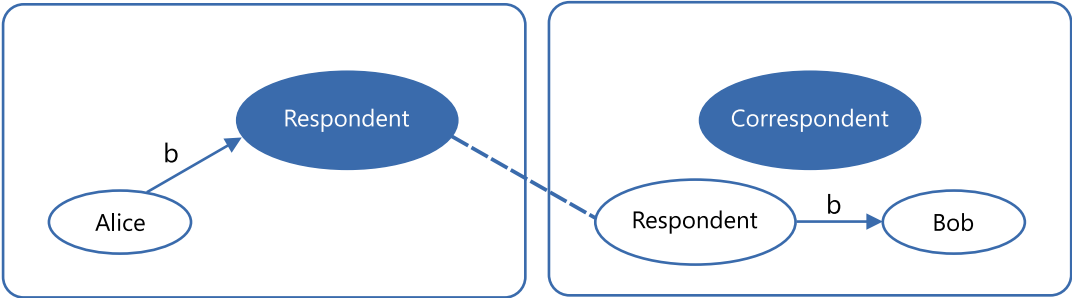 Respondent
b
Alice
Correspondent
Respondent
b
Bob